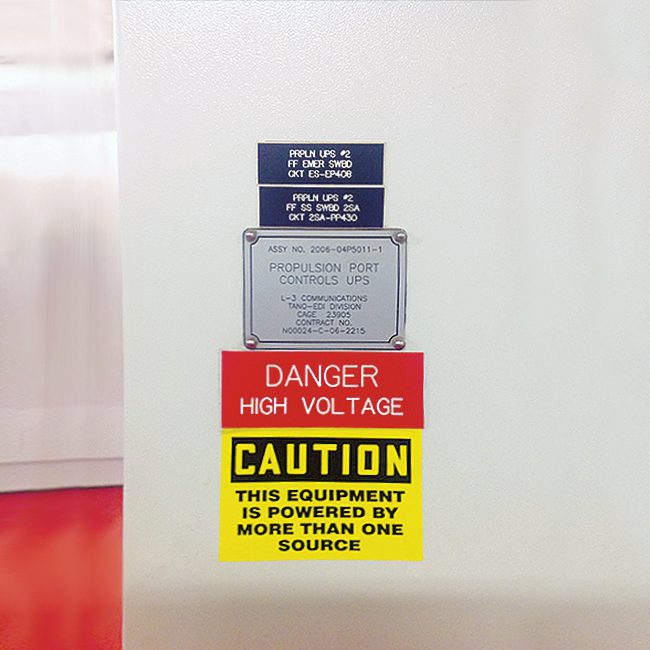 PRPLN UPS #2
FF EMER SWBD
CKT ES-EP408
PRPLN UPS #2
FF SS SWBD 2SA
CKT 2SA-PP430
ASSY NO. 2006-04P5011-1
PROPULSION PORT
CONTROLS UPS
L-3 COMMUNICATIONS
TANO-EDI DIVISION
CAGE 23905
CONTRACT NO.
N00024-C-06-2215
DANGER
HIGH VOLTAGE
CAUTION
THIS EQUIPMENT
IS POWERED BY
MORE THAN ONE
SOURCE